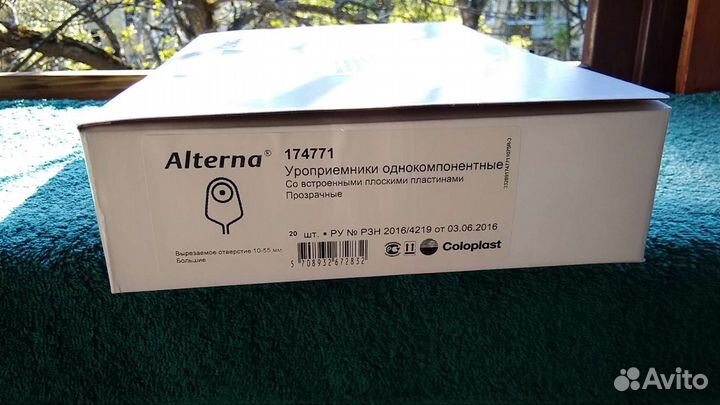 Alterna® 174771
Уроприемники однокомпонентные
Со встроенными плоскими пластинами
Прозрачные
20 шт. • РУ № РЗН 2016/4219 от 03.06.2016
Вырезаемое отверстие 10-55 мм
Большие
5 708932 672832
Coloplast
Avito